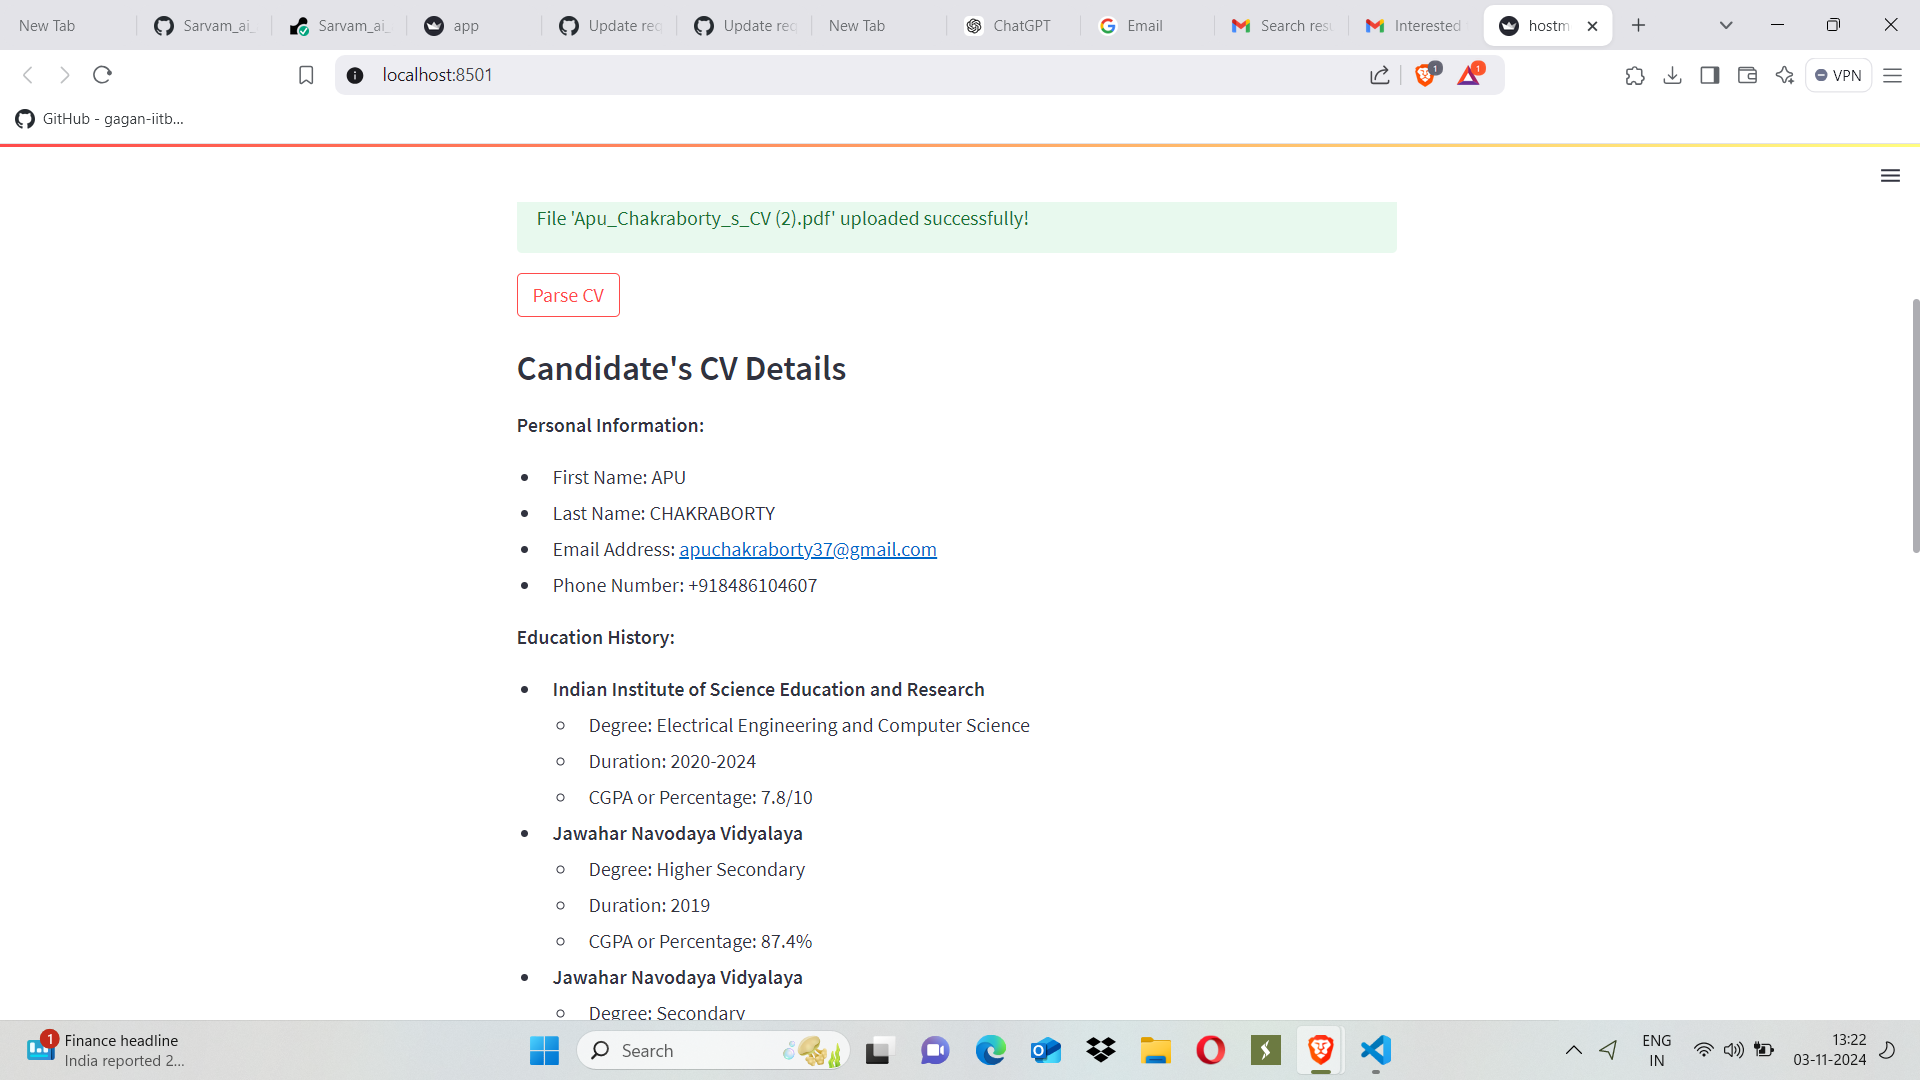 New Tab
Sarvam_ai_
Sarvam_ai_
app
Update req
Update req
New Tab
ChatGPT
Email
Search resu
Interested
hostm
localhost:8501
1
1
VPN
GitHub - gagan-iitb...
File 'Apu_Chakraborty_s_CV (2).pdf' uploaded successfully!
Parse CV
Candidate's CV Details
Personal Information:
First Name: APU
Last Name: CHAKRABORTY
Email Address: apuchakraborty37@gmail.com
Phone Number: +918486104607
Education History:
Indian Institute of Science Education and Research
Degree: Electrical Engineering and Computer Science
Duration: 2020-2024
CGPA or Percentage: 7.8/10
Jawahar Navodaya Vidyalaya
Degree: Higher Secondary
Duration: 2019
CGPA or Percentage: 87.4%
Jawahar Navodaya Vidyalaya
Degree: Secondary
1
Finance headline
India reported 2...
Search
ENG
IN
13:22
03-11-2024